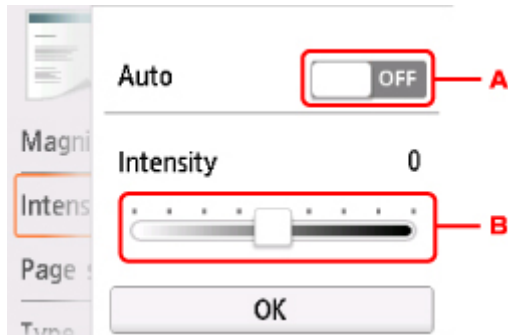 Auto
OFF
A
Magni
Intensity 0
Intens
B
Page
OK
Type